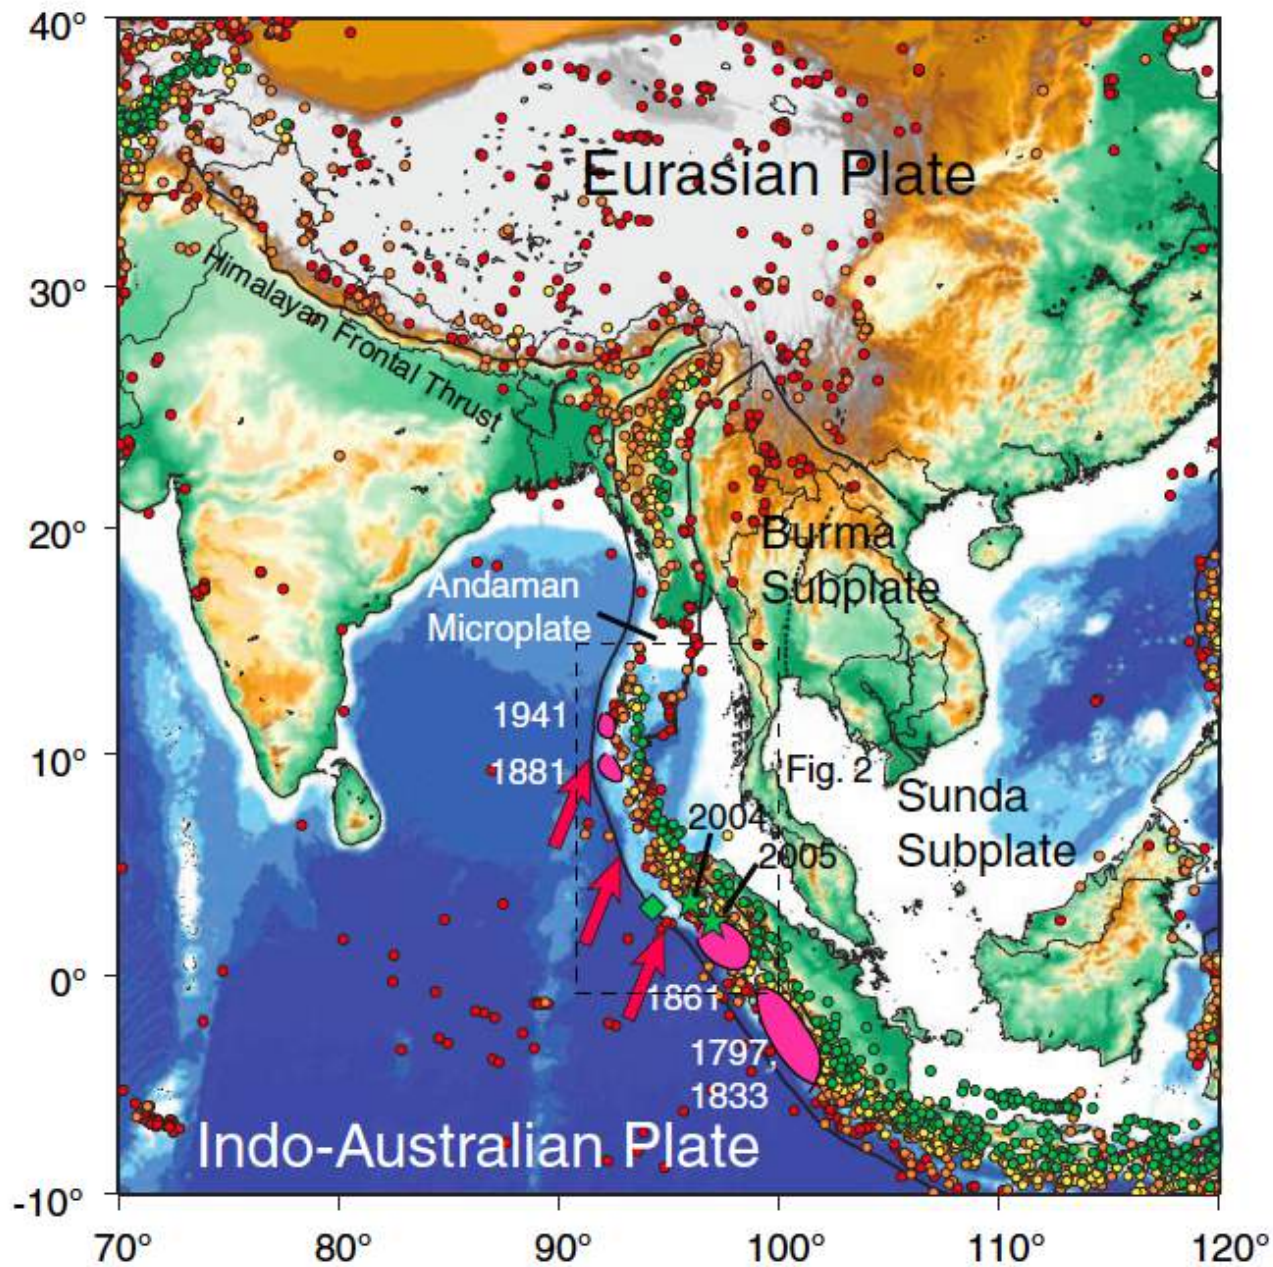 40°
Eurasian Plate
Himalayan Frontal Thrust
30°
20°
Burma
Subplate
Andaman
Microplate
1941
10°
1881
Fig. 2
Sunda
Subplate
2004
2005
0°
1861
1797,
1833
Indo-Australian Plate
-10°
70°
80°
90°
100°
110°
120°